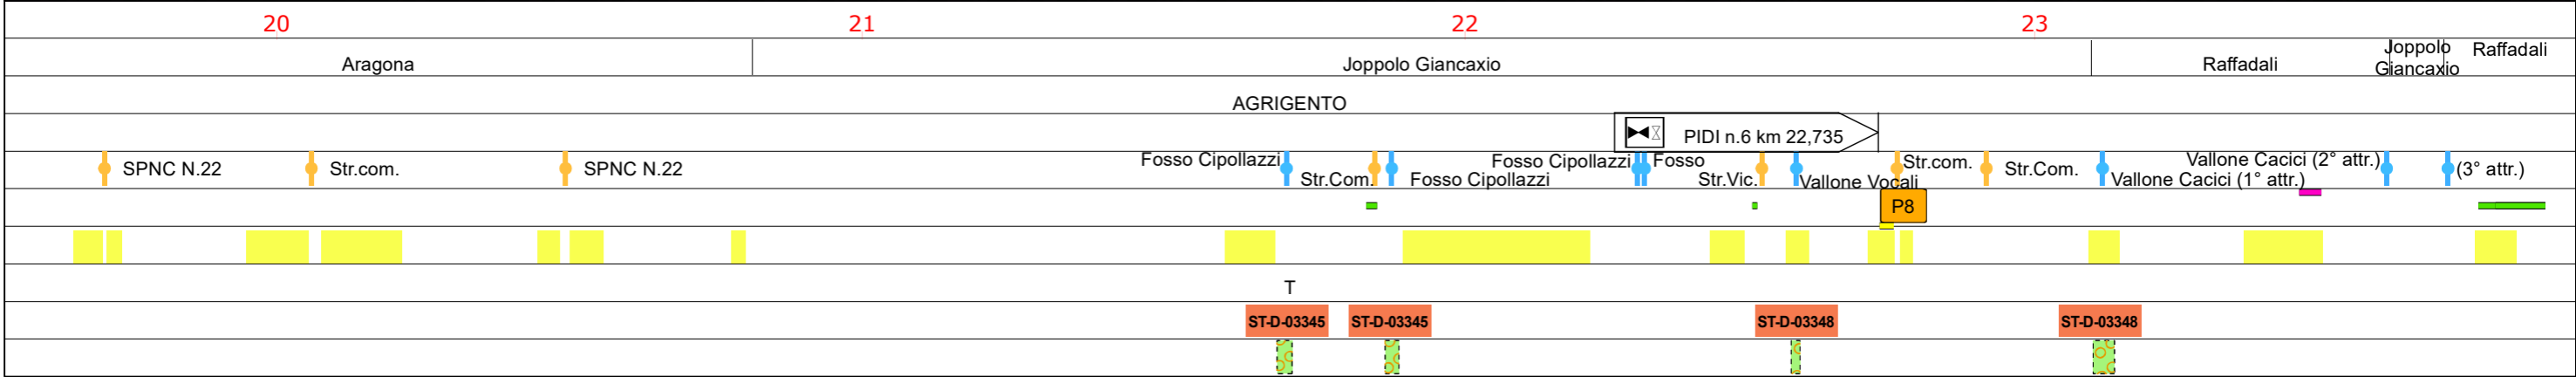 20 21 22 23
Aragona Joppolo Giancaxio Raffadali Joppolo Giancaxio Raffadali
AGRIGENTO
PIDI n.6 km 22,735
SPNC N.22 Str.com. SPNC N.22 Fosso Cipollazzi Str.Com. Fosso Cipollazzi Fosso Cipollazzi Fosso Str.Vic. Vallone Vocali Str.com. Str.Com. Vallone Cacici (1° attr.) Vallone Cacici (2° attr.) (3° attr.)
P8
T
ST-D-03345 ST-D-03345 ST-D-03348 ST-D-03348